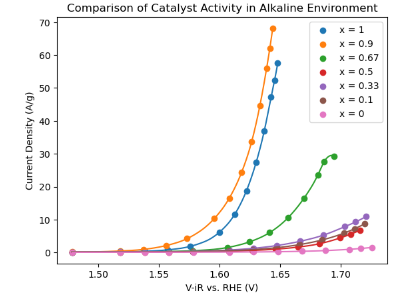 Comparison of Catalyst Activity in Alkaline Environment
70
60
50
40
30
20
10
0
Current Density (A/g)
x = 1
x = 0.9
x = 0.67
x = 0.5
x = 0.33
x = 0.1
x = 0
1.50
1.55
1.60
1.65
1.70
V-iR vs. RHE (V)